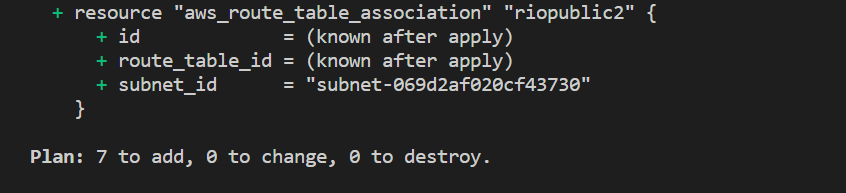 + resource "aws_route_table_association" "riopublic2" {
+ id = (known after apply)
+ route_table_id = (known after apply)
+ subnet_id = "subnet-069d2af020cf43730"
}
Plan: 7 to add, 0 to change, 0 to destroy.